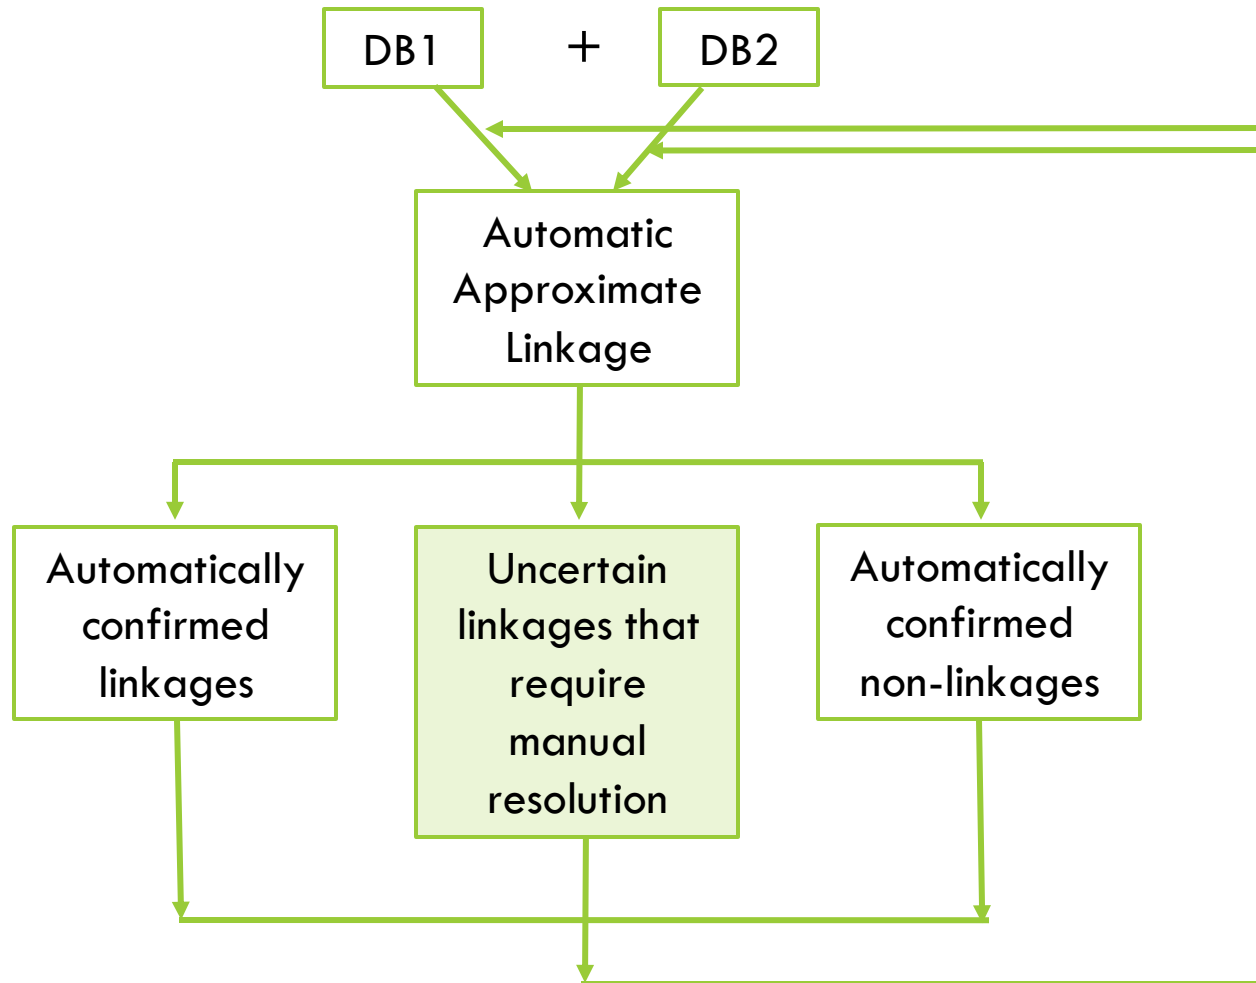 DB1 + DB2
Automatic
Approximate
Linkage
Automatically
confirmed
linkages
Uncertain
linkages that
require
manual
resolution
Automatically
confirmed
non-linkages